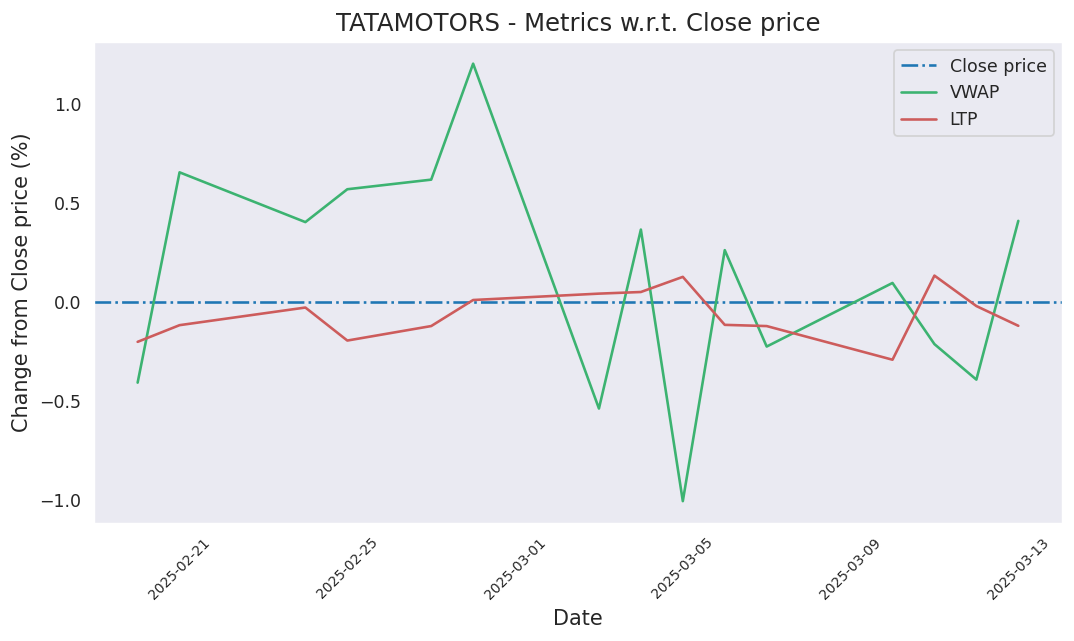 TATAMOTORS - Metrics w.r.t. Close price
Close price
VWAP
LTP
Change from Close price (%)
1.0
0.5
0.0
−0.5
−1.0
2025-02-21
2025-02-25
2025-03-01
2025-03-05
2025-03-09
2025-03-13
Date